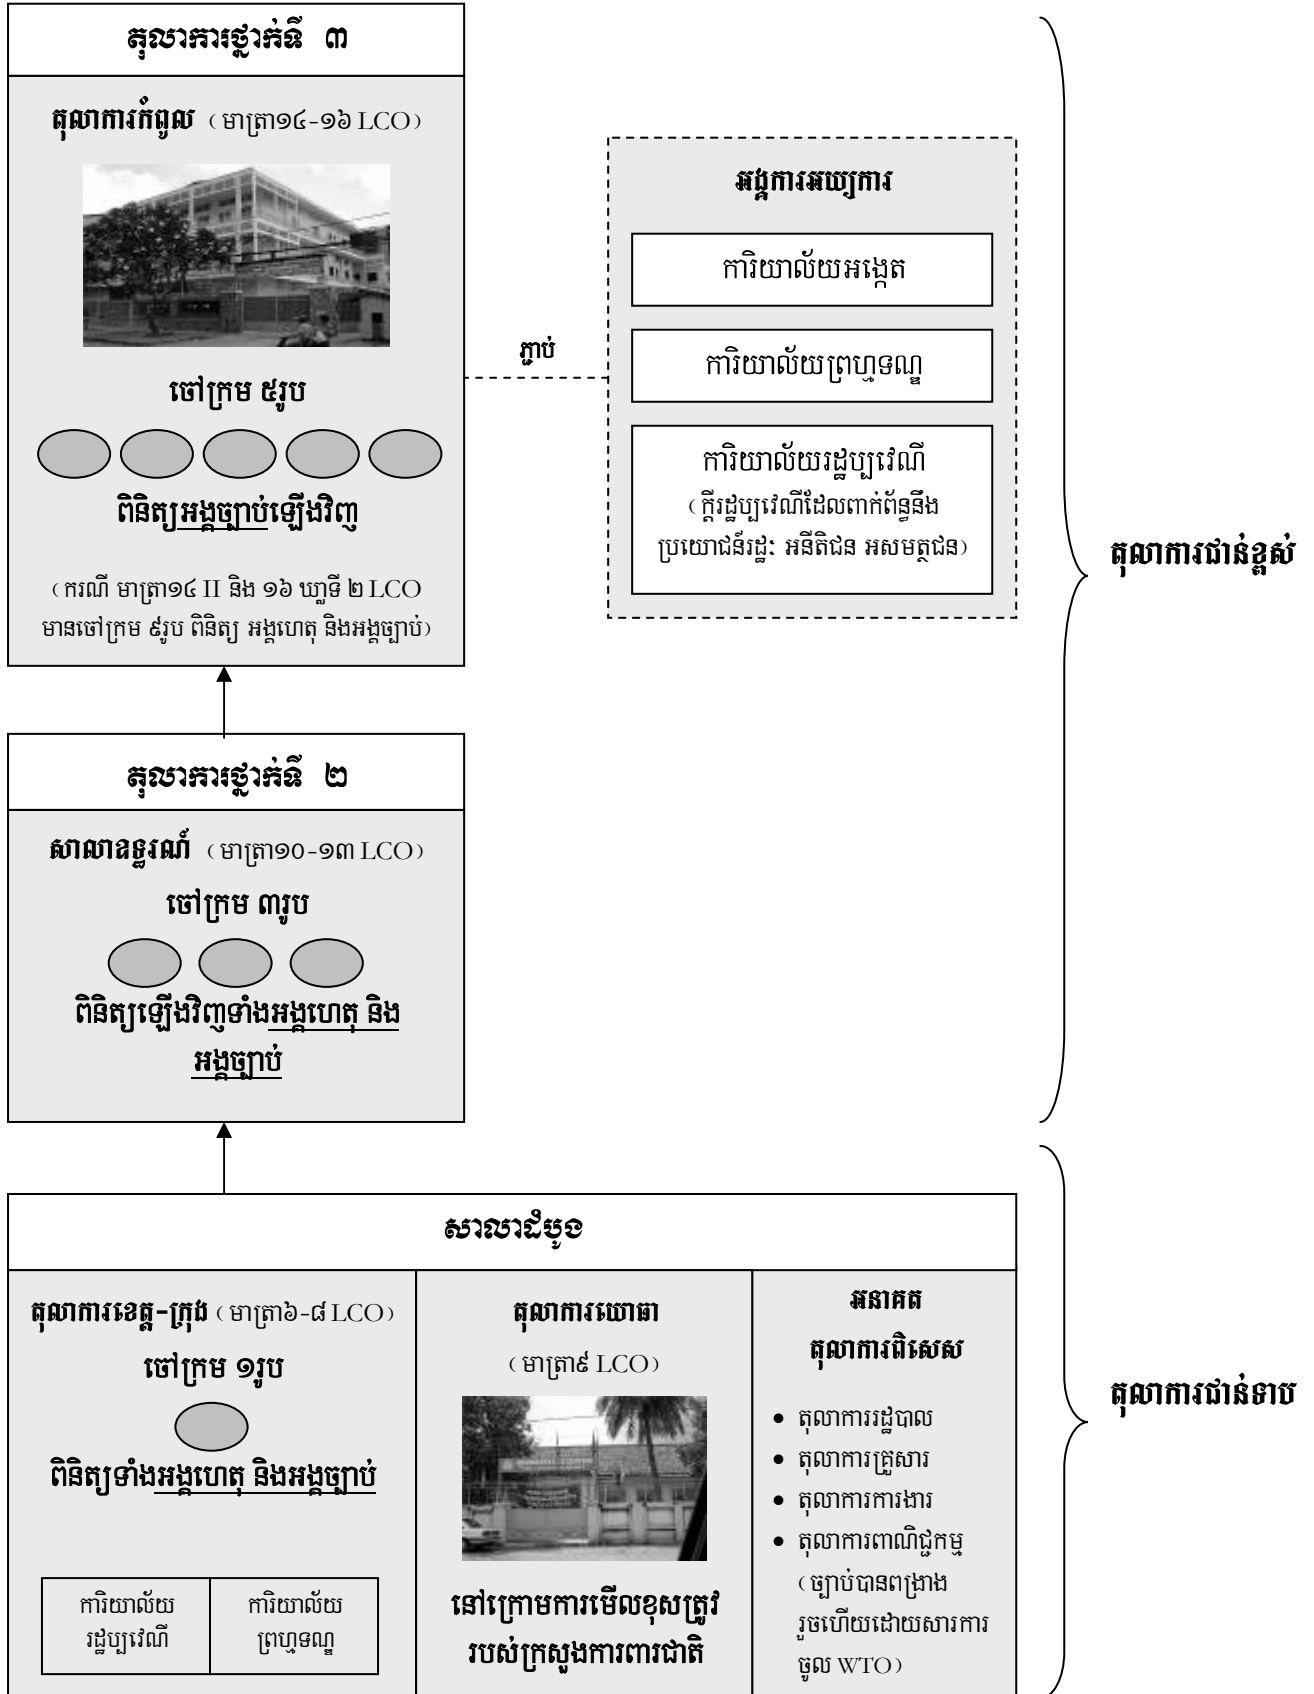 តុលាការថ្នាក់ទី ៣
តុលាការកំពូល (មាត្រា១៤-១៦ LCO)
ចៅក្រម ៥រូប
ពិនិត្យអង្គច្បាប់ឡើងវិញ
(ករណី មាត្រា១៤ II និង ១៦ ឃ្លាទី ២ LCO
មានចៅក្រម ៩រូប ពិនិត្យ អង្គហេតុ និងអង្គច្បាប់)
ភ្ជាប់
អង្គការអយ្យការ
ការិយាល័យអង្កេត
ការិយាល័យព្រហ្មទណ្ឌ
ការិយាល័យរដ្ឋប្បវេណី
(ក្តីរដ្ឋប្បវេណីដែលពាក់ព័ន្ធនឹង
ប្រយោជន៍រដ្ឋ: អនីតិជន អសមត្ថជន)
តុលាការជាន់ខ្ពស់
តុលាការថ្នាក់ទី ២
សាលាឧទ្ធរណ៍ (មាត្រា១០-១៣ LCO)
ចៅក្រម ៣រូប
ពិនិត្យឡើងវិញទាំងអង្គហេតុ និង
អង្គច្បាប់
សាលាដំបូង
តុលាការខេត្ត-ក្រុង (មាត្រា៦-៨ LCO)
ចៅក្រម ១រូប
ពិនិត្យទាំងអង្គហេតុ និងអង្គច្បាប់
ការិយាល័យ
រដ្ឋប្បវេណី
ការិយាល័យ
ព្រហ្មទណ្ឌ
តុលាការយោធា
(មាត្រា៩ LCO)
នៅក្រោមការមើលខុសត្រូវ
របស់ក្រសួងការពារជាតិ
អនាគត
តុលាការពិសេស
• តុលាការរដ្ឋបាល
• តុលាការគ្រួសារ
• តុលាការការងារ
• តុលាការពាណិជ្ជកម្ម
(ច្បាប់បានពង្រាង
រួចហើយដោយសារការ
ចូល WTO)
តុលាការជាន់ទាប